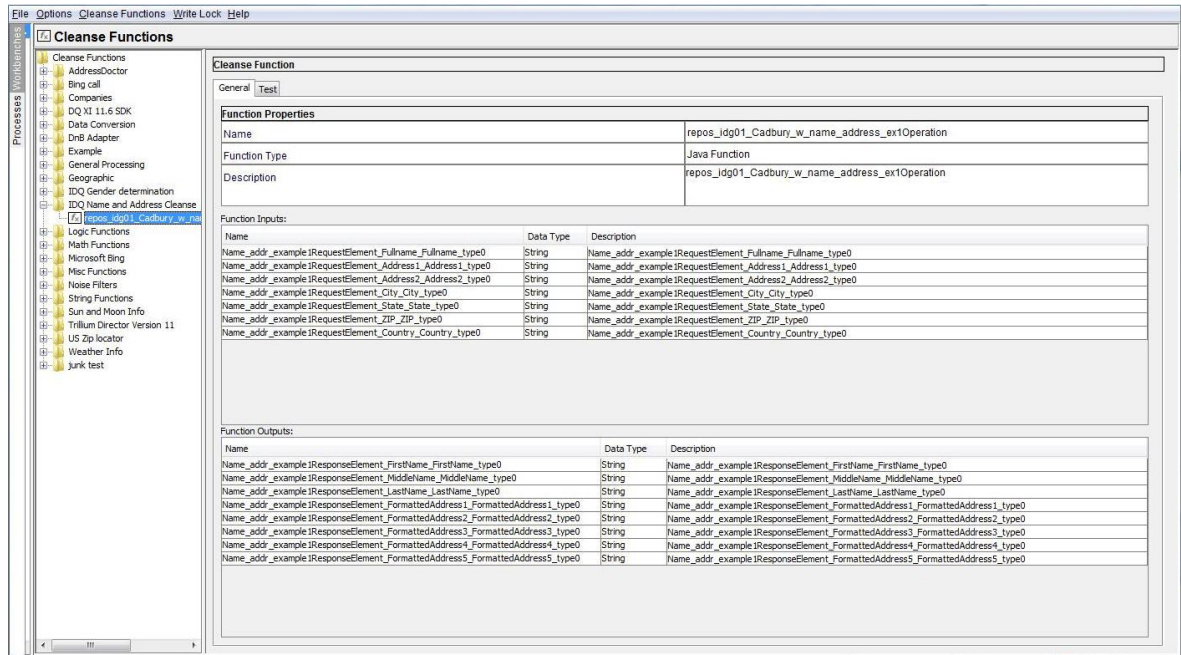 File Options Cleanse Functions Write Lock Help
Workbenches
Processes
Cleanse Functions
Cleanse Functions
AddressDoctor
Bing call
Companies
DQ XI 11.6 SDK
Data Conversion
DnB Adapter
Example
General Processing
Geographic
IDQ Gender determination
IDQ Name and Address Cleanse
repos_idg01_Cadbury_w_nai
Logic Functions
Math Functions
Microsoft Bing
Misc Functions
Noise Filters
String Functions
Sun and Moon Info
Trillium Director Version 11
US Zip locator
Weather Info
junk test
Cleanse Function
General Test
Function Properties
Name repos_idg01_Cadbury_w_name_address_ex1Operation
Function Type Java Function
Description repos_idg01_Cadbury_w_name_address_ex1Operation
Function Inputs:
Name Data Type Description
Name_addr_example1RequestElement_Fullname_Fullname_type0 String Name_addr_example1RequestElement_Fullname_Fullname_type0
Name_addr_example1RequestElement_Address1_Address1_type0 String Name_addr_example1RequestElement_Address1_Address1_type0
Name_addr_example1RequestElement_Address2_Address2_type0 String Name_addr_example1RequestElement_Address2_Address2_type0
Name_addr_example1RequestElement_City_City_type0 String Name_addr_example1RequestElement_City_City_type0
Name_addr_example1RequestElement_State_State_type0 String Name_addr_example1RequestElement_State_State_type0
Name_addr_example1RequestElement_ZIP_ZIP_type0 String Name_addr_example1RequestElement_ZIP_ZIP_type0
Name_addr_example1RequestElement_Country_Country_type0 String Name_addr_example1RequestElement_Country_Country_type0
Function Outputs:
Name Data Type Description
Name_addr_example1ResponseElement_FirstName_FirstName_type0 String Name_addr_example1ResponseElement_FirstName_FirstName_type0
Name_addr_example1ResponseElement_MiddleName_MiddleName_type0 String Name_addr_example1ResponseElement_MiddleName_MiddleName_type0
Name_addr_example1ResponseElement_LastName_LastName_type0 String Name_addr_example1ResponseElement_LastName_LastName_type0
Name_addr_example1ResponseElement_FormattedAddress1_FormattedAddress1_type0 String Name_addr_example1ResponseElement_FormattedAddress1_FormattedAddress1_type0
Name_addr_example1ResponseElement_FormattedAddress2_FormattedAddress2_type0 String Name_addr_example1ResponseElement_FormattedAddress2_FormattedAddress2_type0
Name_addr_example1ResponseElement_FormattedAddress3_FormattedAddress3_type0 String Name_addr_example1ResponseElement_FormattedAddress3_FormattedAddress3_type0
Name_addr_example1ResponseElement_FormattedAddress4_FormattedAddress4_type0 String Name_addr_example1ResponseElement_FormattedAddress4_FormattedAddress4_type0
Name_addr_example1ResponseElement_FormattedAddress5_FormattedAddress5_type0 String Name_addr_example1ResponseElement_FormattedAddress5_FormattedAddress5_type0